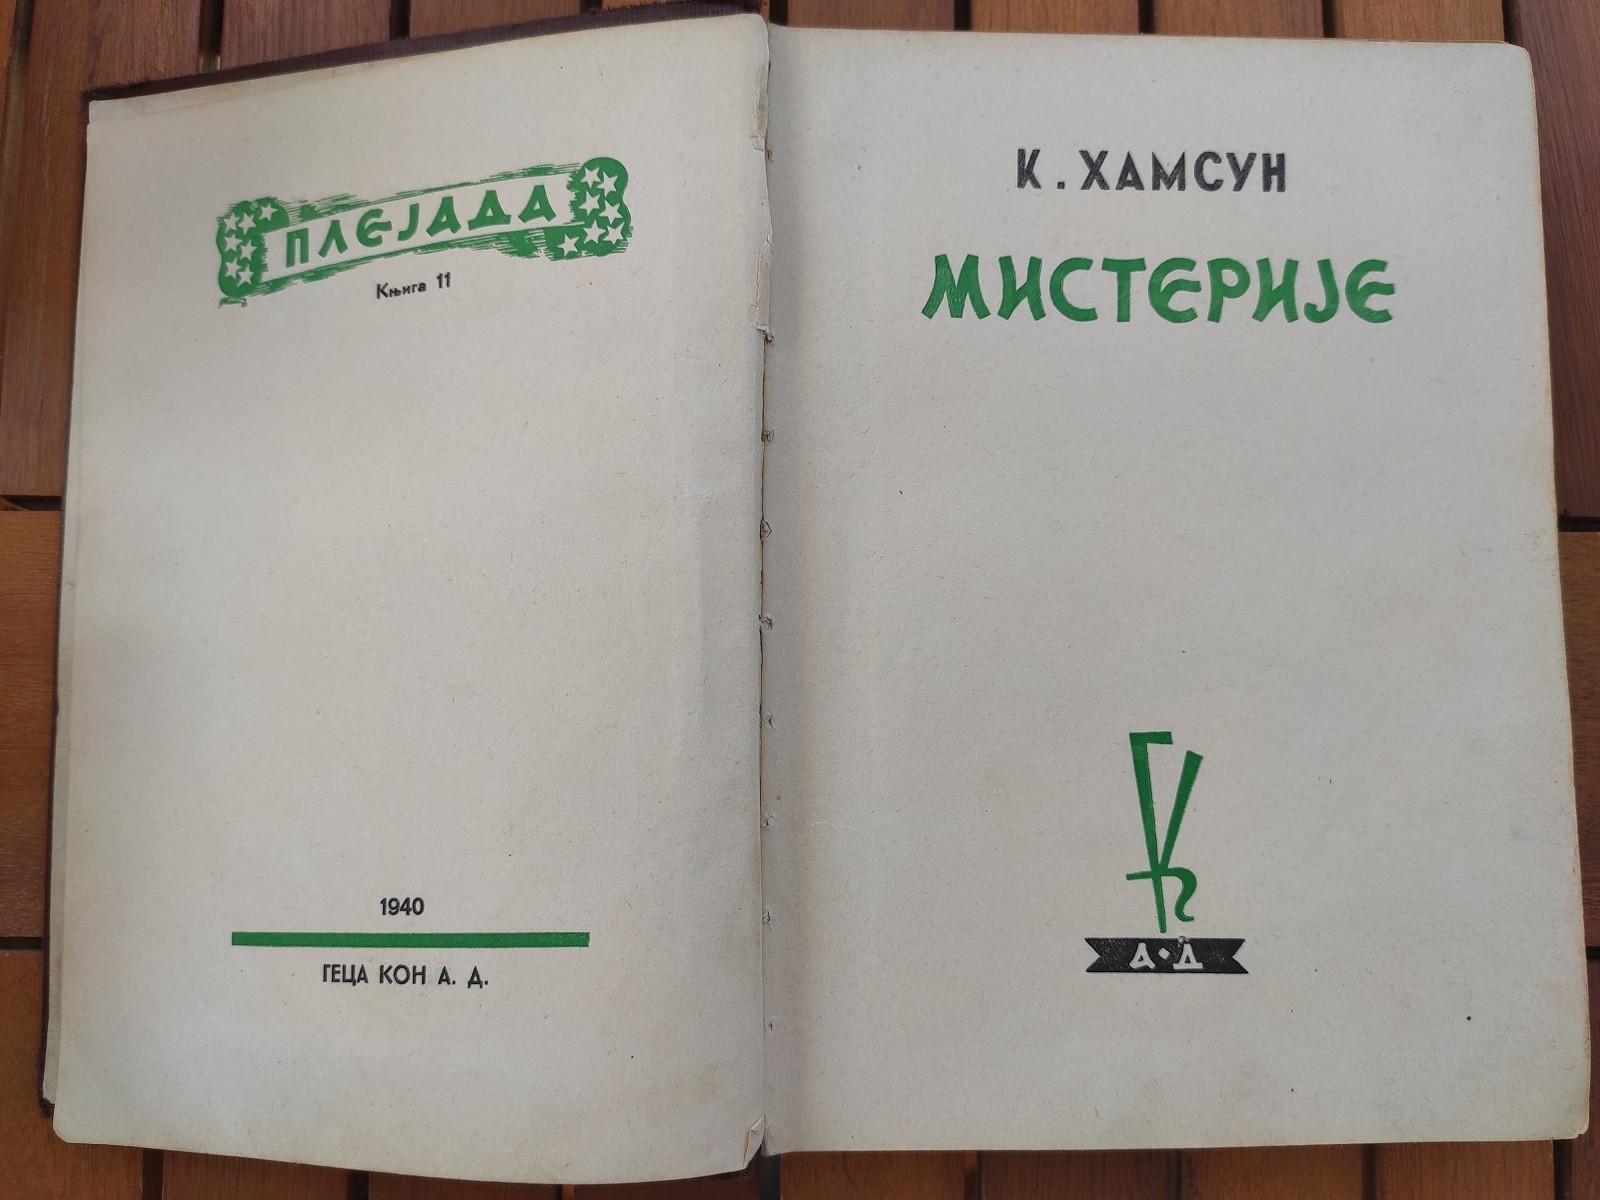 ПЛЕЈАДА
Књига 11
1940
ГЕЦА КОН А. Д.
К. ХАМСУН
МИСТЕРИЈЕ
ГК
А•Д